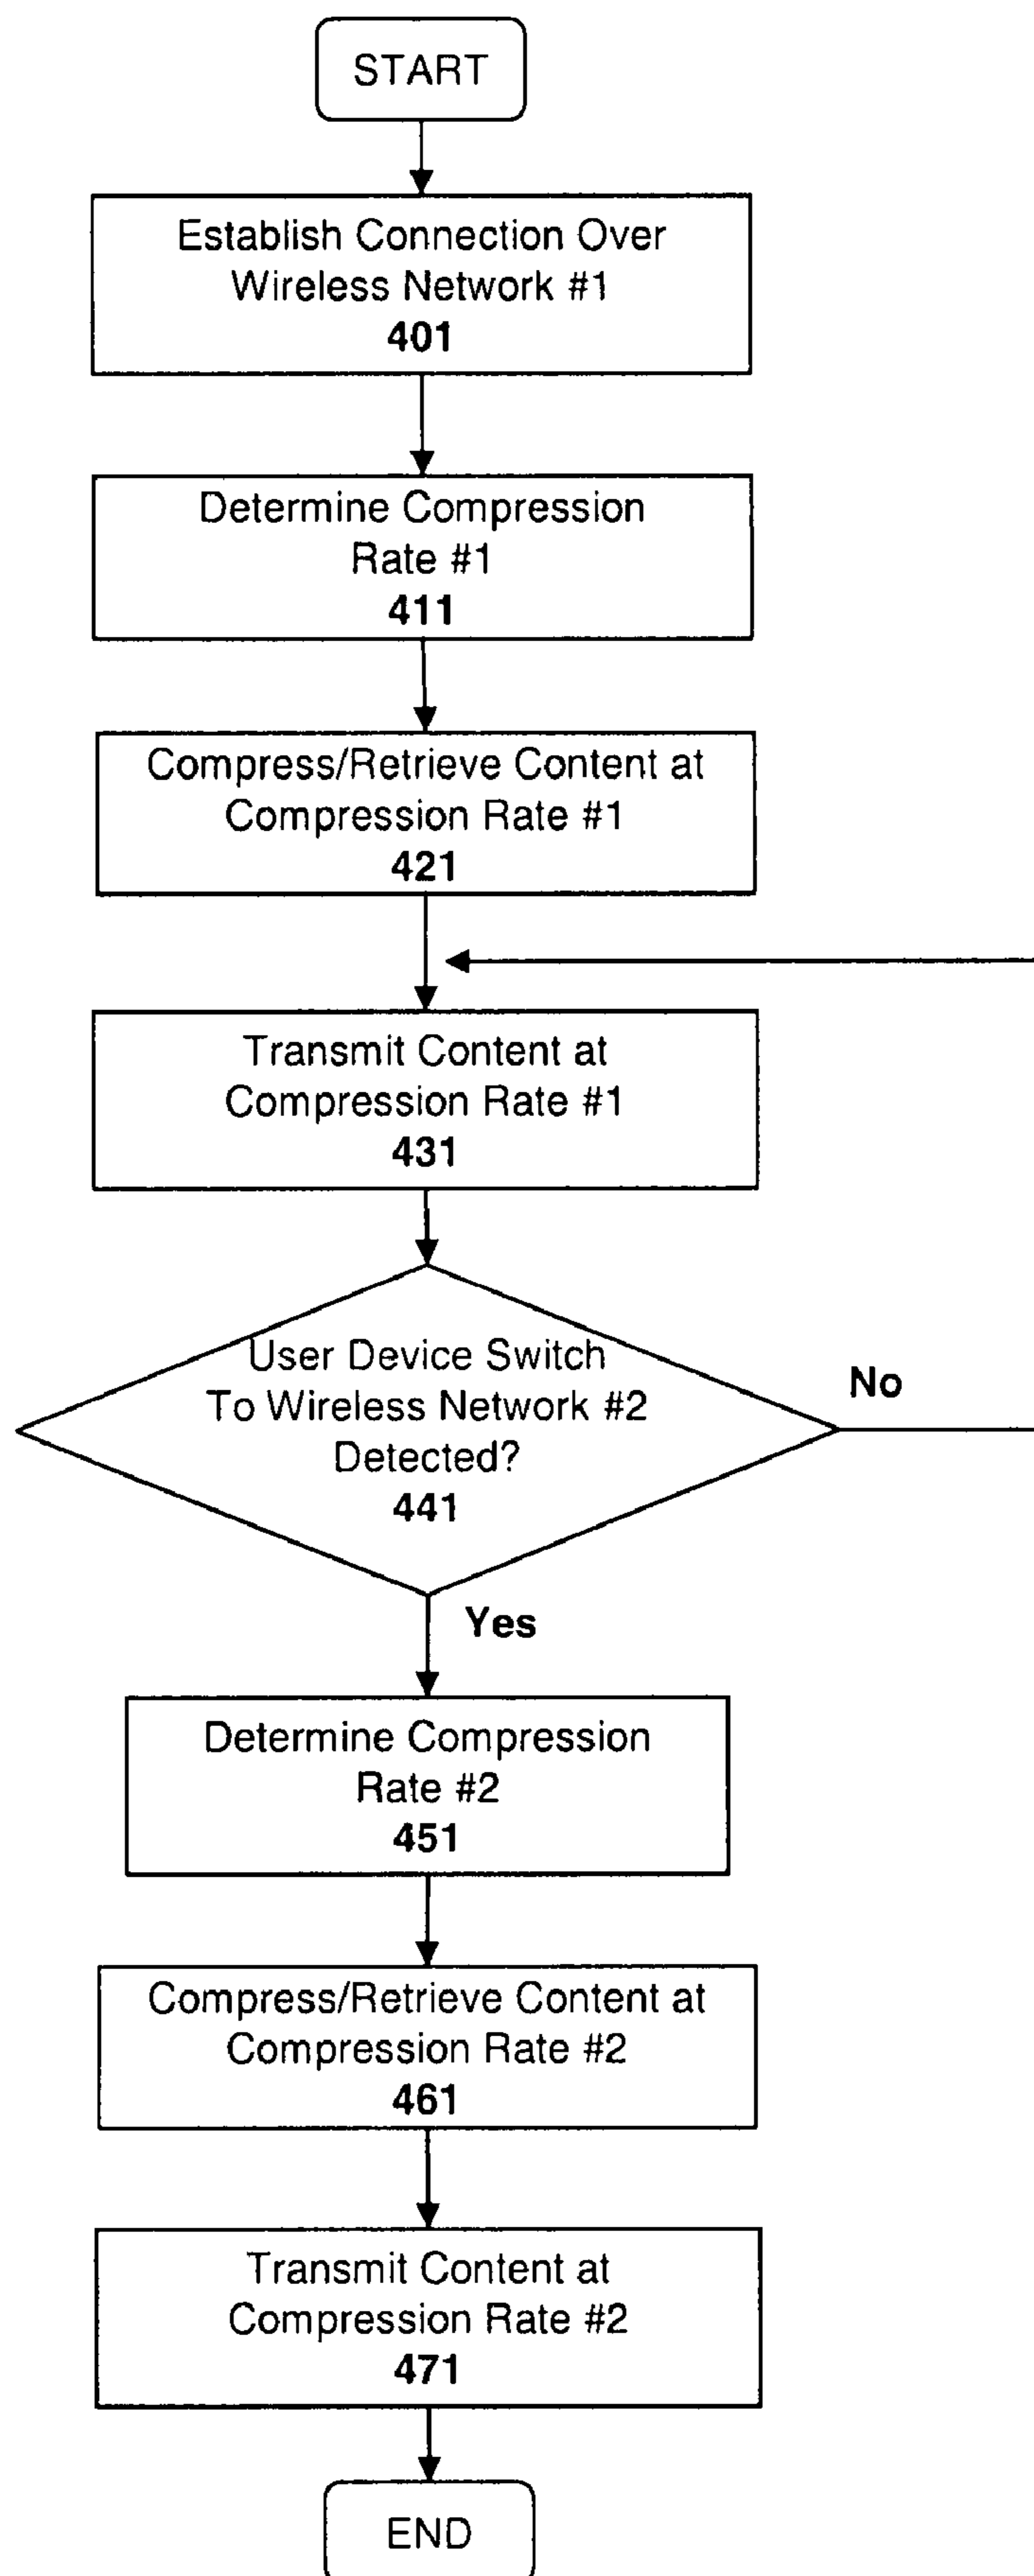 START
Establish Connection Over
Wireless Network #1
401
Determine Compression
Rate #1
411
Compress/Retrieve Content at
Compression Rate #1
421
Transmit Content at
Compression Rate #1
431
User Device Switch
To Wireless Network #2
Detected?
441
No
Yes
Determine Compression
Rate #2
451
Compress/Retrieve Content at
Compression Rate #2
461
Transmit Content at
Compression Rate #2
471
END